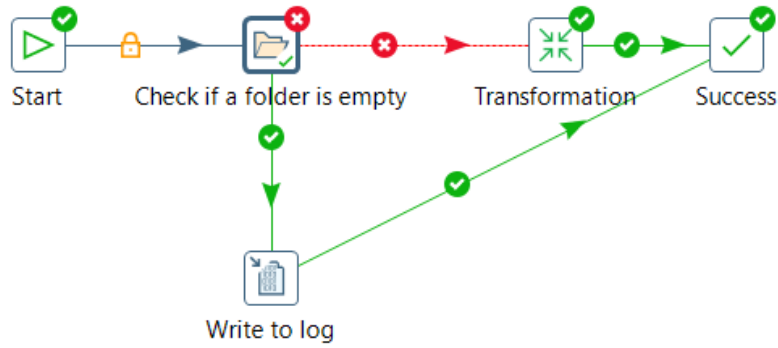 Start
Check if a folder is empty
Transformation
Success
Write to log